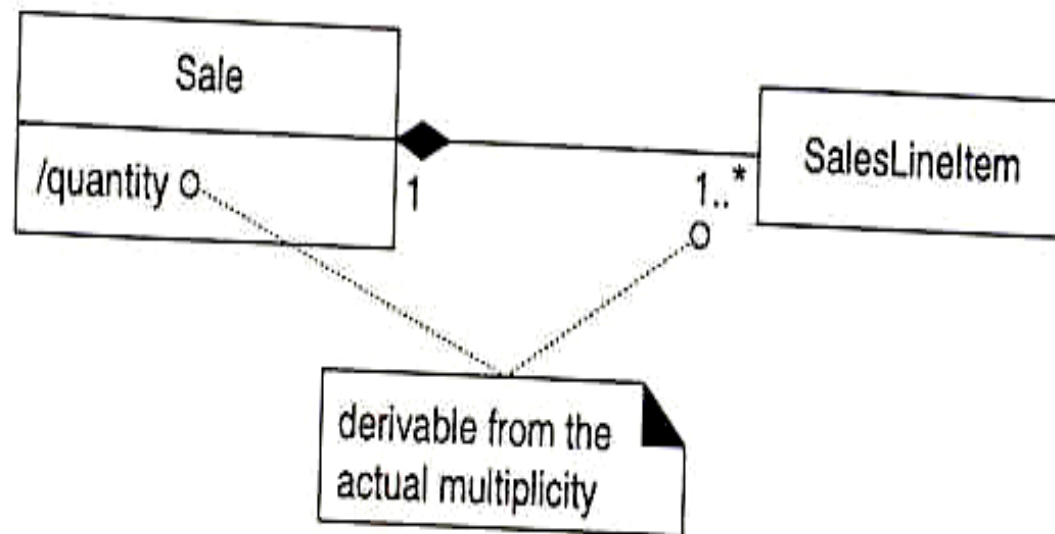 Sale
/quantity
1
1..*
SalesLineItem
derivable from the
actual multiplicity